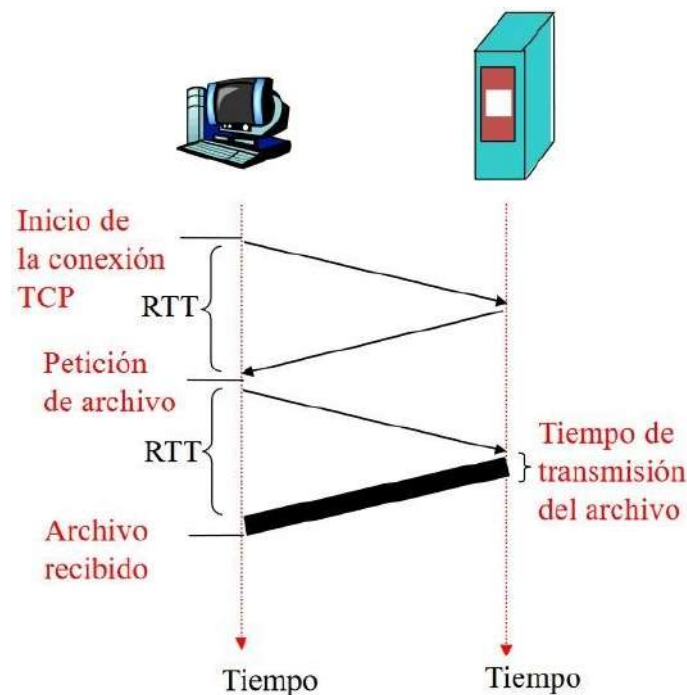 Inicio de
la conexión
TCP
RTT
Petición
de archivo
RTT
Tiempo de
transmisión
del archivo
Archivo
recibido
Tiempo
Tiempo